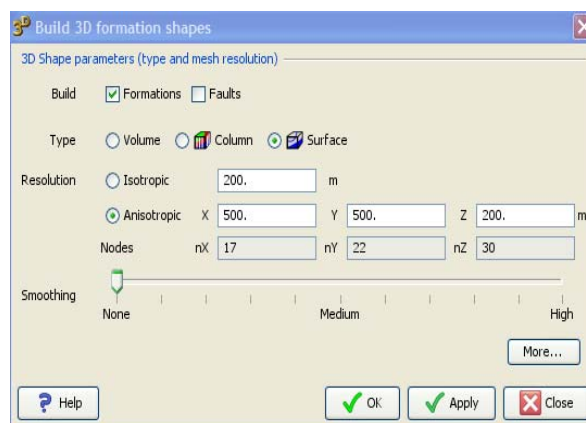 Build 3D formation shapes
3D Shape parameters (type and mesh resolution)
Build Formations Faults
Type Volume Column Surface
Resolution Isotropic 200. m
Anisotropic X 500. Y 500. Z 200. m
Nodes nX 17 nY 22 nZ 30
Smoothing
None Medium High
More...
Help OK Apply Close